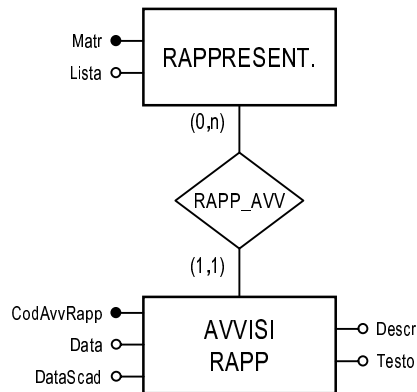 Matr
RAPPRESENT.
Lista
(0,n)
RAPP_AVV
(1,1)
CodAvvRapp
AVVISI
RAPP
Descr
Data
Testo
DataScad